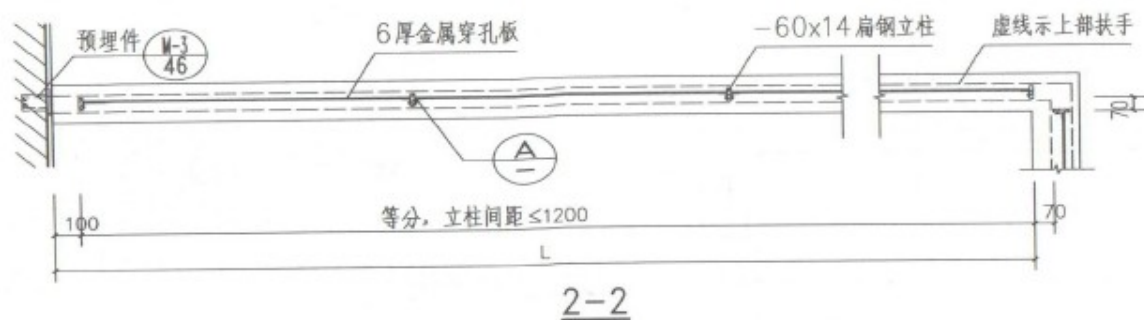 预埋件
M-3
46
6厚金属穿孔板
-60x14扁钢立柱
虚线示上部扶手
70
A
-
100
等分，立柱间距≤1200
70
L
2-2